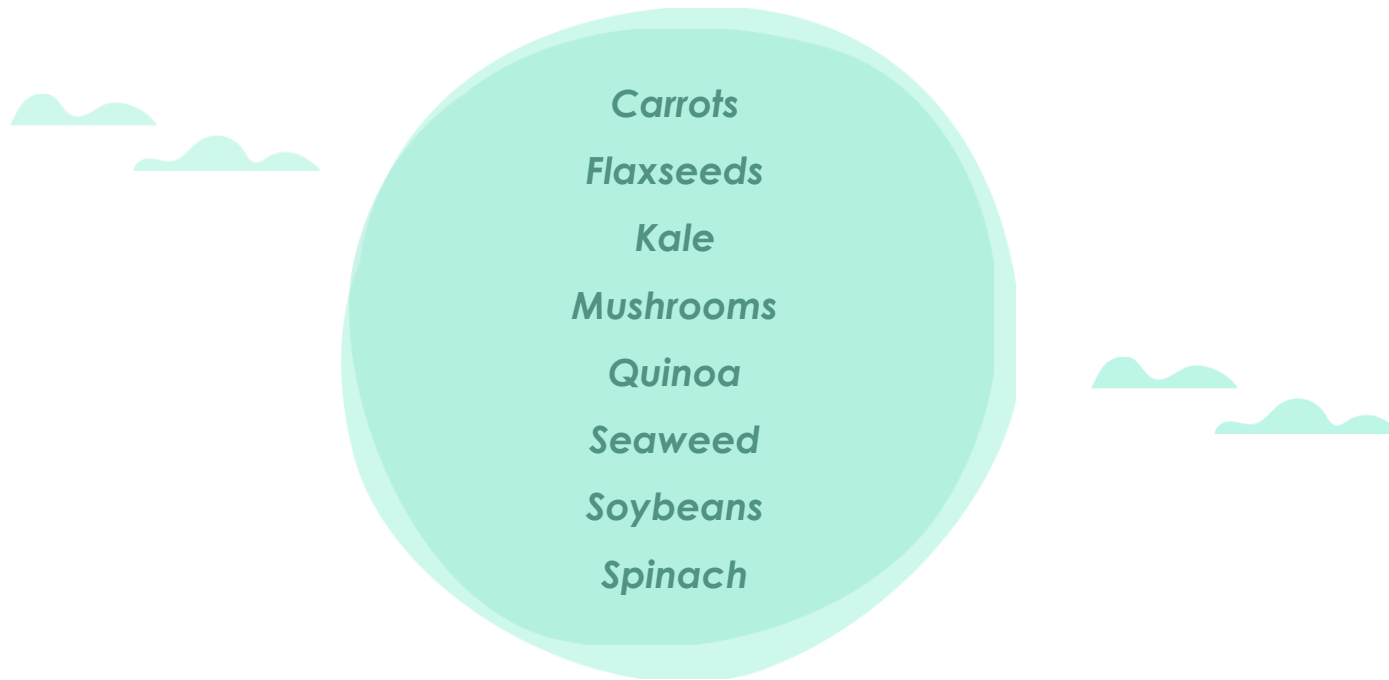 Carrots
Flaxseeds
Kale
Mushrooms
Quinoa
Seaweed
Soybeans
Spinach